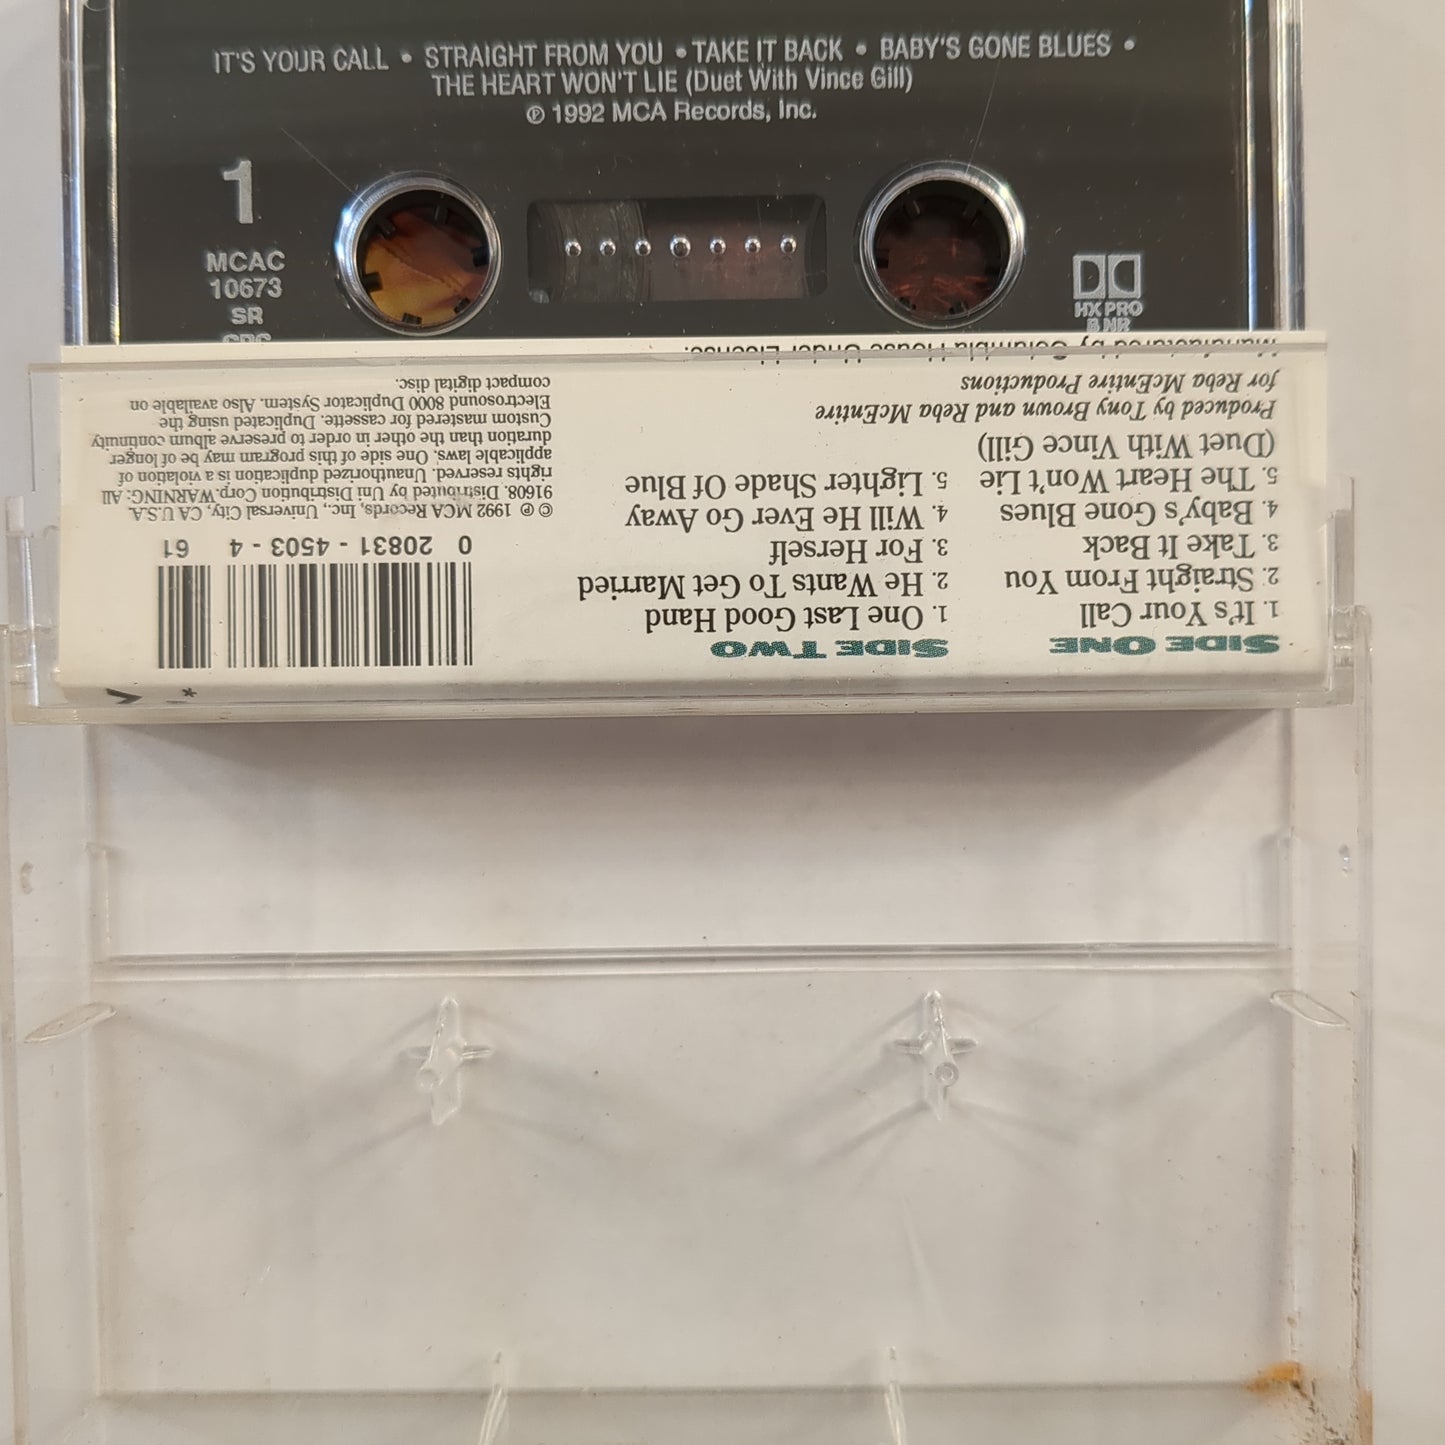 IT'S YOUR CALL • STRAIGHT FROM YOU • TAKE IT BACK • BABY'S GONE BLUES •
THE HEART WON'T LIE (Duet With Vince Gill)
℗ 1992 MCA Records, Inc.
1
MCAC
10673
SR
CRC
HX PRO
B NR
SIDE ONE
1. It's Your Call
2. Straight From You
3. Take It Back
4. Baby's Gone Blues
5. The Heart Won't Lie
(Duet With Vince Gill)
SIDE TWO
1. One Last Good Hand
2. He Wants To Get Married
3. For Herself
4. Will He Ever Go Away
5. Lighter Shade Of Blue
Produced by Tony Brown and Reba McEntire
for Reba McEntire Productions
Manufactured by Columbia House Under License.
*
0 20831 - 4503 - 4 61
© ℗ 1992 MCA Records, Inc., Universal City, CA U.S.A.
91608. Distributed by Uni Distribution Corp. WARNING: All
rights reserved. Unauthorized duplication is a violation of
applicable laws. One side of this program may be of longer
duration than the other in order to preserve album continuity
Custom mastered for cassette. Duplicated using the
Electrosound 8000 Duplicator System. Also available on
compact digital disc.